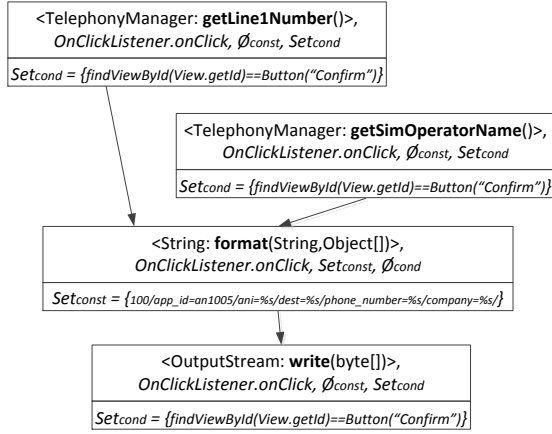 <TelephonyManager: getLine1Number()>,
OnClickListener.onClick, Øconst, Setcond
Setcond = {findViewById(View.getId)==Button(“Confirm”)}
<TelephonyManager: getSimOperatorName()>,
OnClickListener.onClick, Øconst, Setcond
Setcond = {findViewById(View.getId)==Button(“Confirm”)}
<String: format(String,Object[])>,
OnClickListener.onClick, Setconst, Øcond
Setconst = {100/app_id=an1005/ani=%s/dest=%s/phone_number=%s/company=%s/}
<OutputStream: write(byte[])>,
OnClickListener.onClick, Øconst, Setcond
Setcond = {findViewById(View.getId)==Button(“Confirm”)}